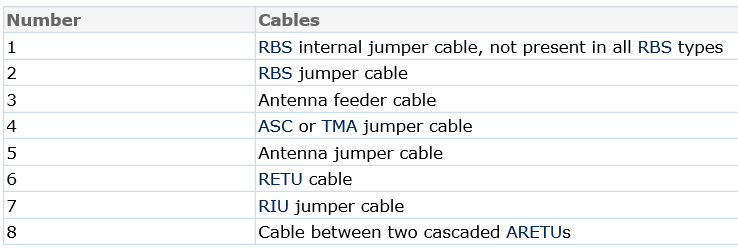 Number Cables
1 RBS internal jumper cable, not present in all RBS types
2 RBS jumper cable
3 Antenna feeder cable
4 ASC or TMA jumper cable
5 Antenna jumper cable
6 RETU cable
7 RIU jumper cable
8 Cable between two cascaded ARETUs